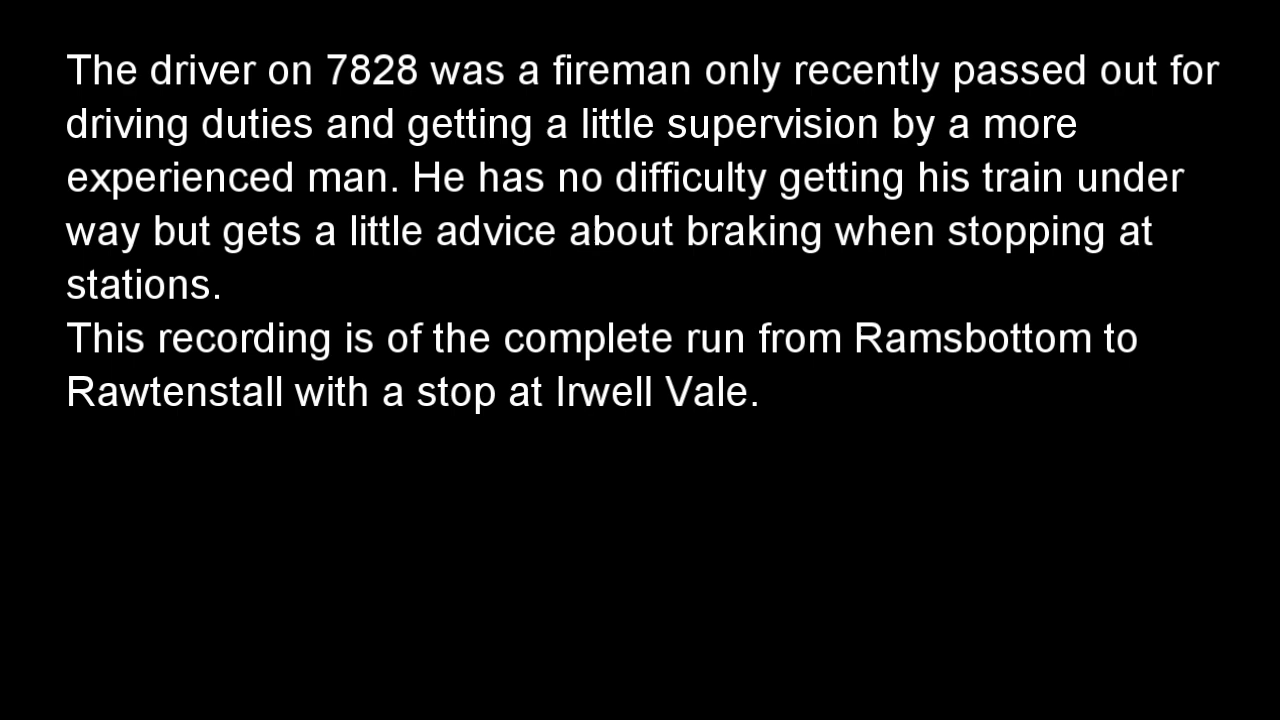 The driver on 7828 was a fireman only recently passed out for
driving duties and getting a little supervision by a more
experienced man. He has no difficulty getting his train under
way but gets a little advice about braking when stopping at
stations.
This recording is of the complete run from Ramsbottom to
Rawtenstall with a stop at Irwell Vale.